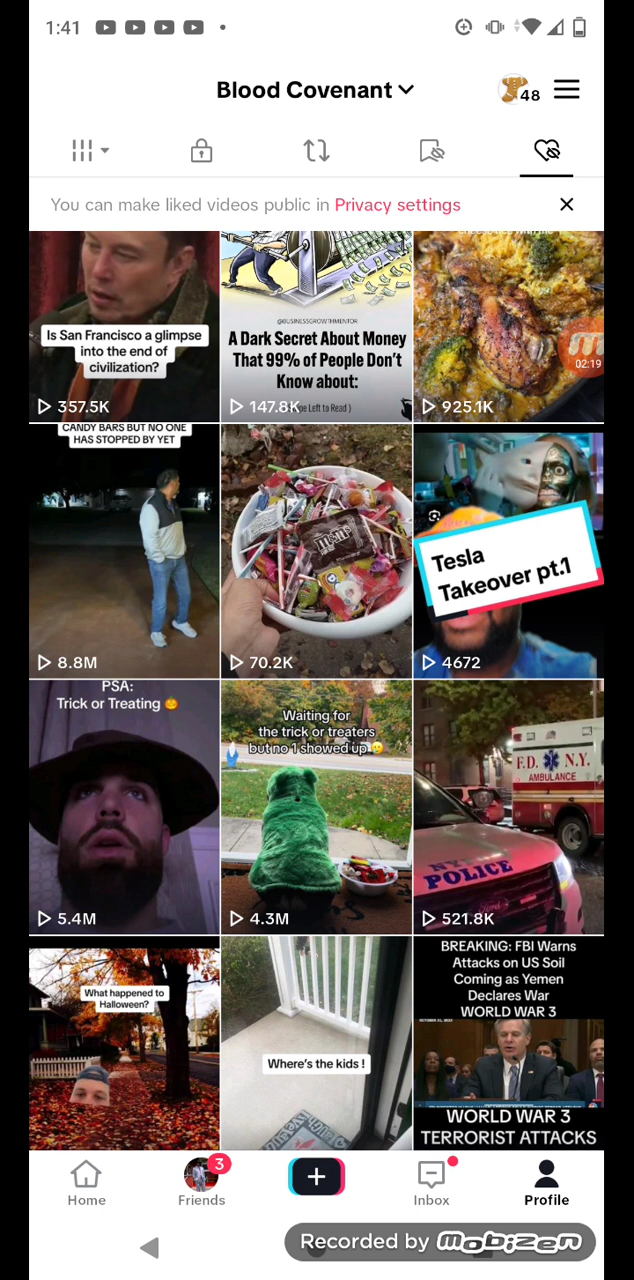 1:41
Blood Covenant
48
You can make liked videos public in Privacy settings
Is San Francisco a glimpse
into the end of
civilization?
357.5K
@BUSINESSGROWTHMENTOR
A Dark Secret About Money
That 99% of People Don't
Know about:
Left to Read )
147.8K
02:19
925.1K
CANDY BARS BUT NO ONE
HAS STOPPED BY YET
8.8M
m&m's
70.2K
Tesla
Takeover pt.1
4672
PSA:
Trick or Treating
5.4M
Waiting for
the trick or treaters
but no 1 showed up
4.3M
F.D. N.Y.
AMBULANCE
POLICE
521.8K
What happened to
Halloween?
Where's the kids !
BREAKING: FBI Warns
Attacks on US Soil
Coming as Yemen
Declares War
WORLD WAR 3
WORLD WAR 3
TERRORIST ATTACKS
3
Home
Friends
Inbox
Profile
Recorded by mobizen